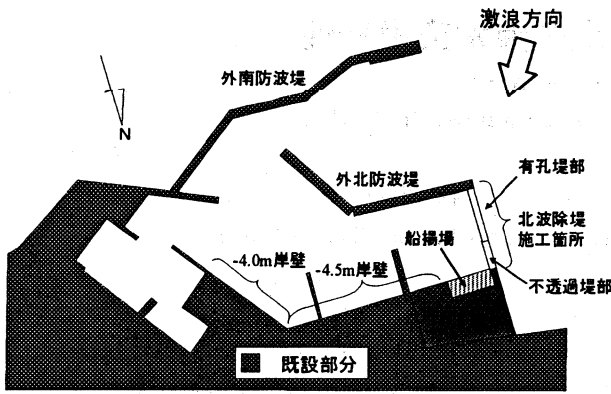 激浪方向
外南防波堤
N
外北防波堤
有孔堤部
北波除堤
施工箇所
船揚場
-4.0m岸壁
-4.5m岸壁
不透過堤部
既設部分